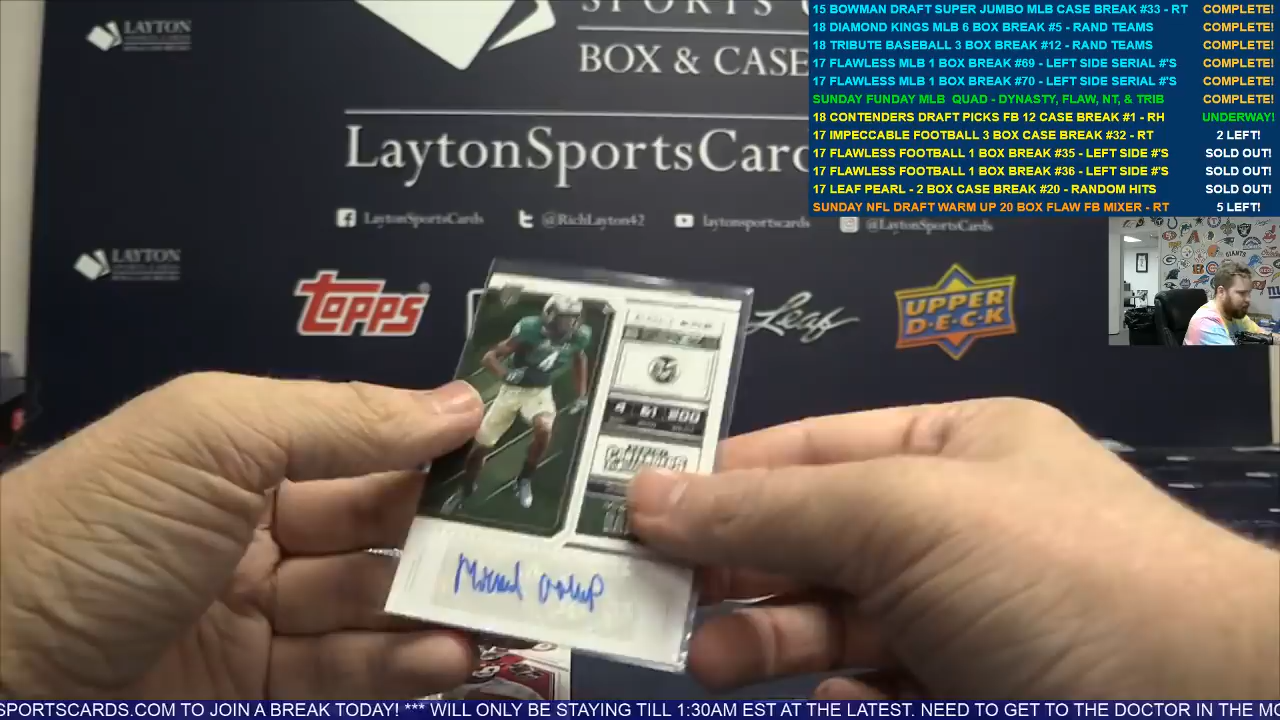 SPORTS
BOX & CASE
LaytonSportsCard
LaytonSportsCards
@RichLayton42
laytonsportscards
@LaytonSportsCards
LAYTON
LAYTON
Topps
Leaf
UPPER
DECK
4
4 6'1 200
15 BOWMAN DRAFT SUPER JUMBO MLB CASE BREAK #33 - RT COMPLETE!
18 DIAMOND KINGS MLB 6 BOX BREAK #5 - RAND TEAMS COMPLETE!
18 TRIBUTE BASEBALL 3 BOX BREAK #12 - RAND TEAMS COMPLETE!
17 FLAWLESS MLB 1 BOX BREAK #69 - LEFT SIDE SERIAL #'S COMPLETE!
17 FLAWLESS MLB 1 BOX BREAK #70 - LEFT SIDE SERIAL #'S COMPLETE!
SUNDAY FUNDAY MLB QUAD - DYNASTY, FLAW, NT, & TRIB COMPLETE!
18 CONTENDERS DRAFT PICKS FB 12 CASE BREAK #1 - RH UNDERWAY!
17 IMPECCABLE FOOTBALL 3 BOX CASE BREAK #32 - RT 2 LEFT!
17 FLAWLESS FOOTBALL 1 BOX BREAK #35 - LEFT SIDE #'S SOLD OUT!
17 FLAWLESS FOOTBALL 1 BOX BREAK #36 - LEFT SIDE #'S SOLD OUT!
17 LEAF PEARL - 2 BOX CASE BREAK #20 - RANDOM HITS SOLD OUT!
SUNDAY NFL DRAFT WARM UP 20 BOX FLAW FB MIXER - RT 5 LEFT!
GIANTS
SPORTSCARDS.COM TO JOIN A BREAK TODAY! *** WILL ONLY BE STAYING TILL 1:30AM EST AT THE LATEST. NEED TO GET TO THE DOCTOR IN THE MO